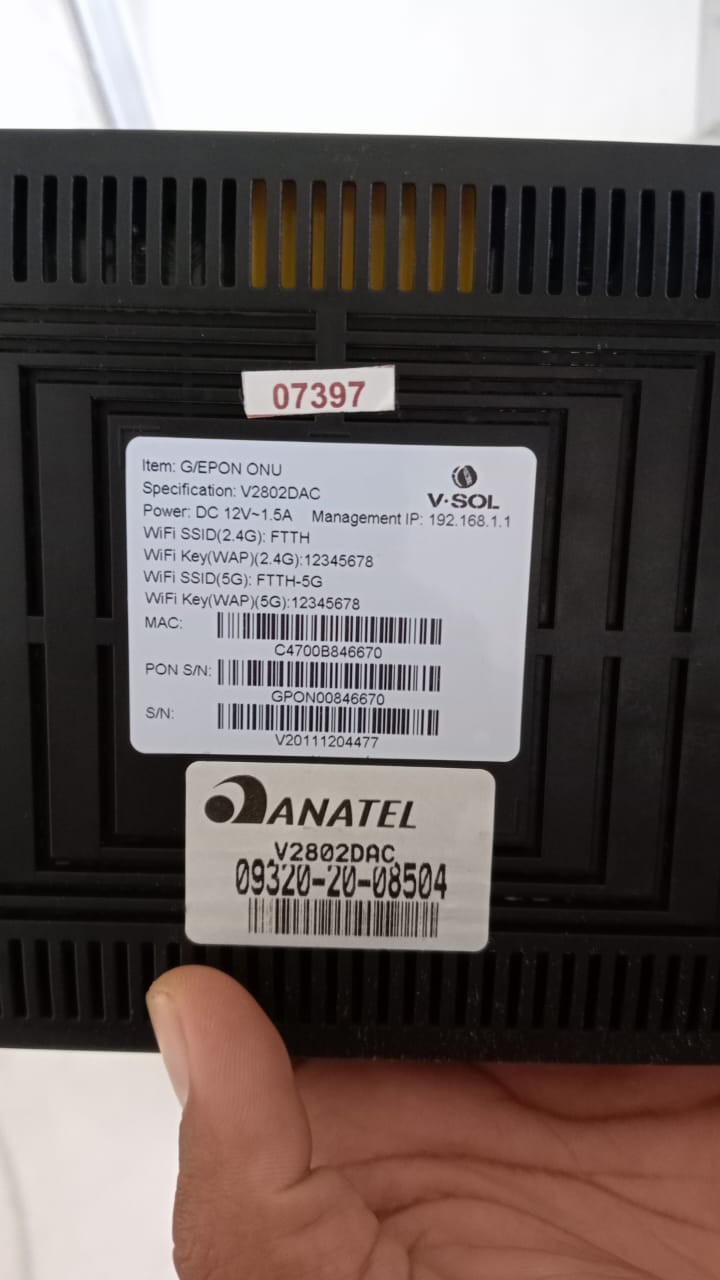 07397
Item: G/EPON ONU
Specification: V2802DAC
V·SOL
Power: DC 12V~1.5A Management IP: 192.168.1.1
WiFi SSID(2.4G): FTTH
WiFi Key(WAP)(2.4G):12345678
WiFi SSID(5G): FTTH-5G
WiFi Key(WAP)(5G):12345678
MAC:
C4700B846670
PON S/N:
GPON00846670
S/N:
V20111204477
ANATEL
V2802DAC
09320-20-08504